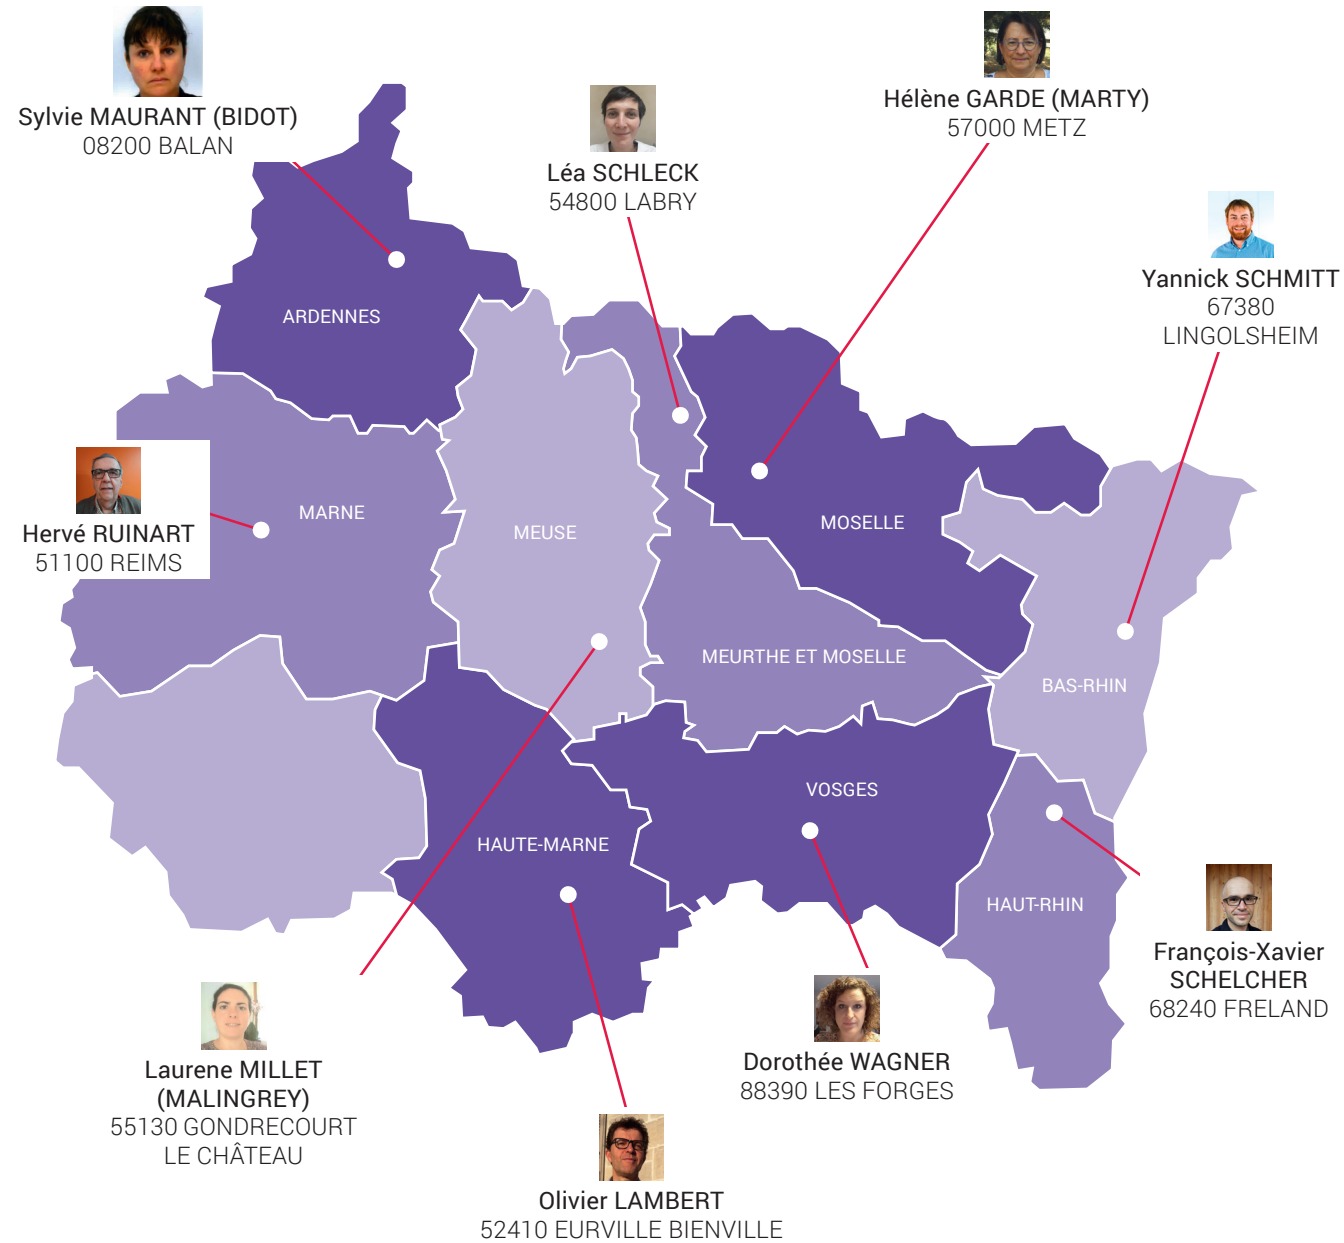 Sylvie MAURANT (BIDOT)
08200 BALAN
Léa SCHLECK
54800 LABRY
Hélène GARDE (MARTY)
57000 METZ
Yannick SCHMITT
67380
LINGOLSHEIM
ARDENNES
Hervé RUINART
51100 REIMS
MARNE
MEUSE
MOSELLE
MEURTHE ET MOSELLE
BAS-RHIN
VOSGES
HAUTE-MARNE
HAUT-RHIN
François-Xavier
SCHELCHER
68240 FRELAND
Laurene MILLET
(MALINGREY)
55130 GONDRECOURT
LE CHÂTEAU
Dorothée WAGNER
88390 LES FORGES
Olivier LAMBERT
52410 EURVILLE BIENVILLE